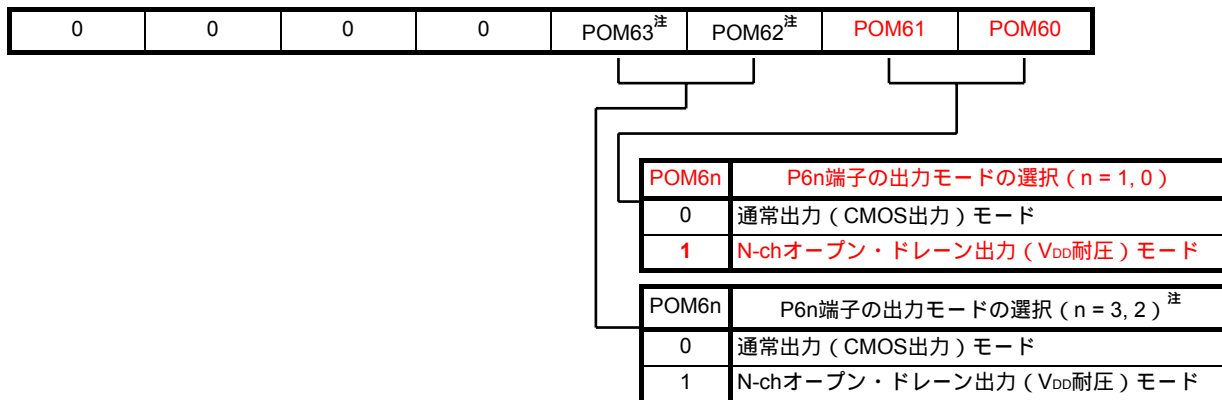 0 0 0 0 POM63注 POM62注 POM61 POM60
POM6n P6n端子の出力モードの選択（n = 1, 0）
0 通常出力（CMOS出力）モード
1 N-chオープン・ドレーン出力（VDD耐圧）モード
POM6n P6n端子の出力モードの選択（n = 3, 2）注
0 通常出力（CMOS出力）モード
1 N-chオープン・ドレーン出力（VDD耐圧）モード